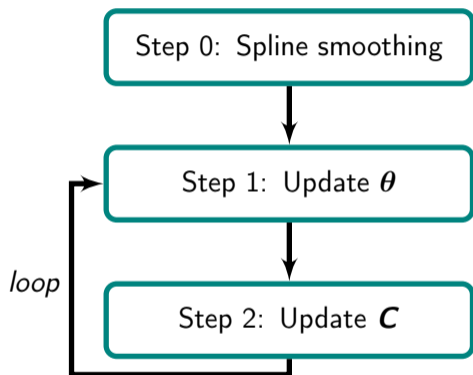 Step 0: Spline smoothing
Step 1: Update θ
loop
Step 2: Update C